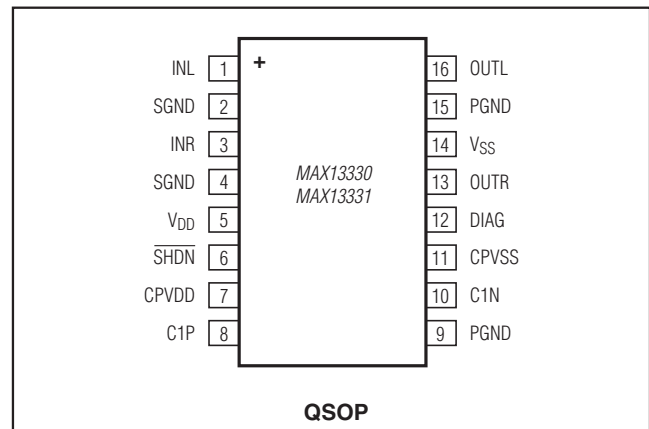 INL 1 + 16 OUTL
SGND 2 15 PGND
INR 3 14 VSS
SGND 4 MAX13330 13 OUTR
MAX13331
VDD 5 12 DIAG
SHDN 6 11 CPVSS
CPVDD 7 10 C1N
C1P 8 9 PGND
QSOP